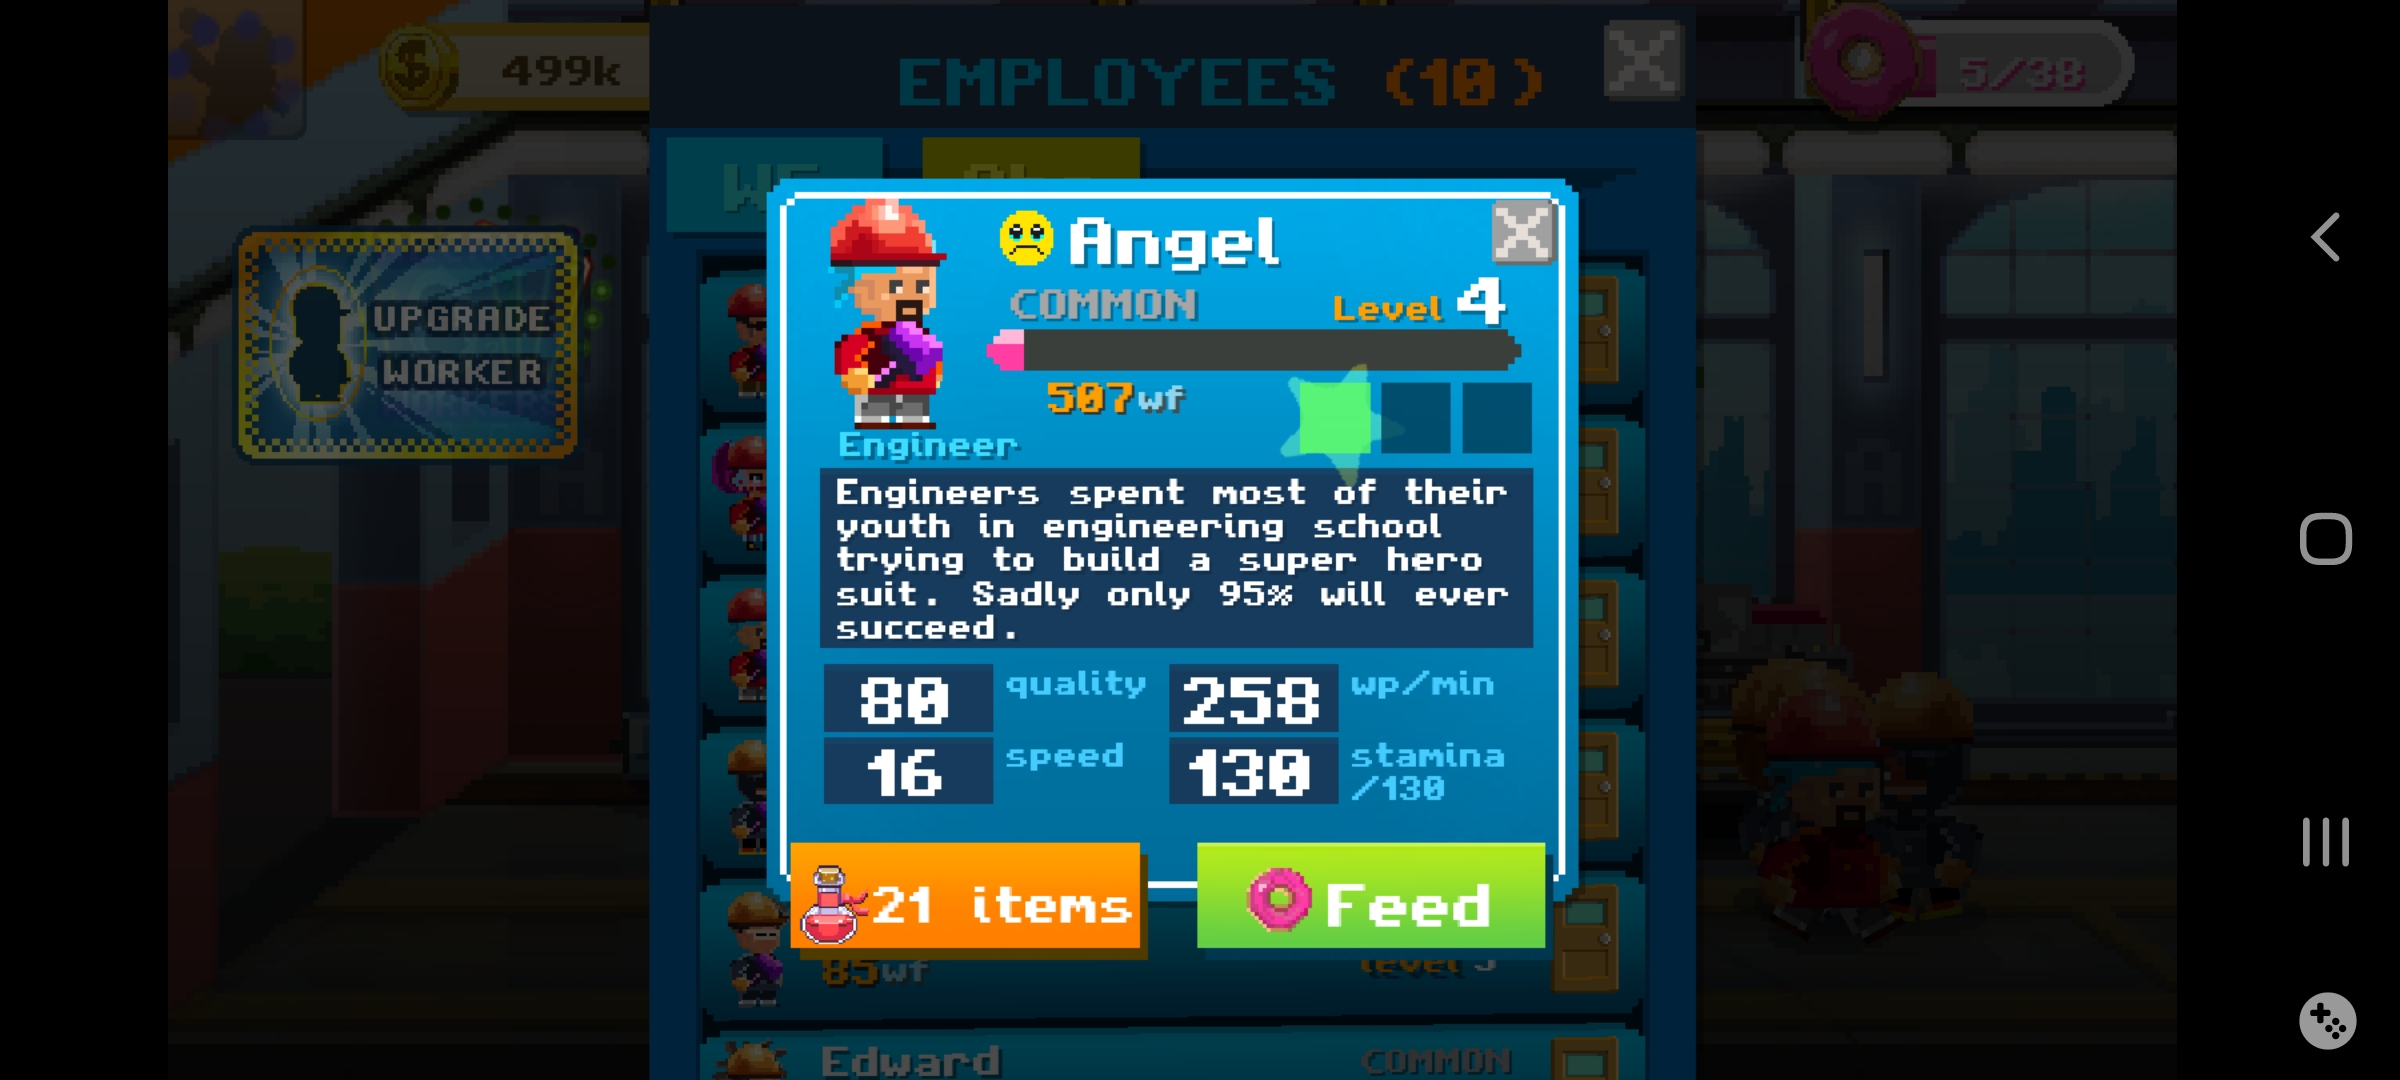 499k
EMPLOYEES (10)
5/38
UPGRADE
WORKER
Angel
COMMON
Level 4
507wf
Engineer
Engineers spent most of their
youth in engineering school
trying to build a super hero
suit. Sadly only 95% will ever
succeed.
80 quality
258 wp/min
16 speed
130 stamina
/130
21 items
Feed
85wf
level
Edward
COMMON